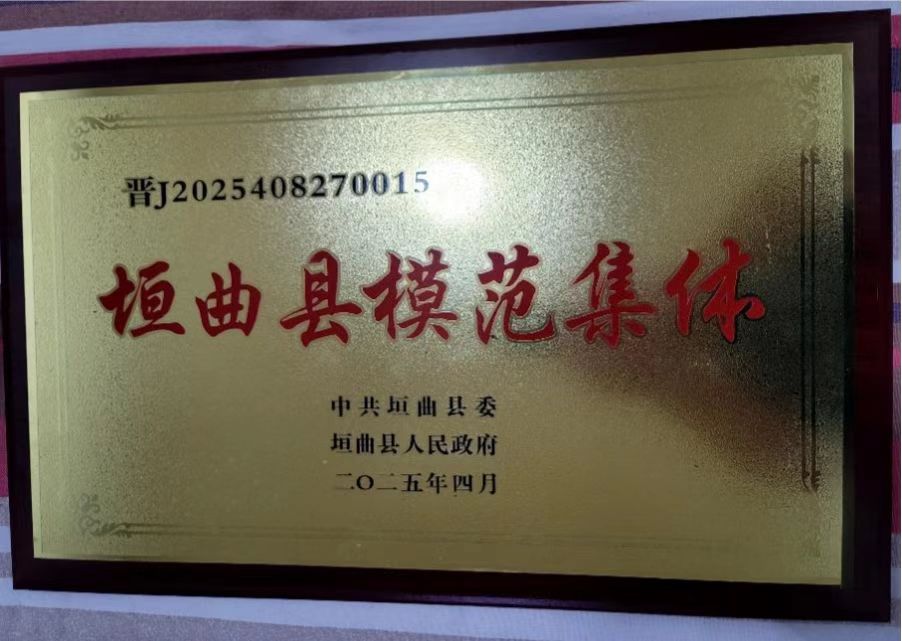 晋J2025408270015
垣曲县模范集体
中共垣曲县委
垣曲县人民政府
二〇二五年四月